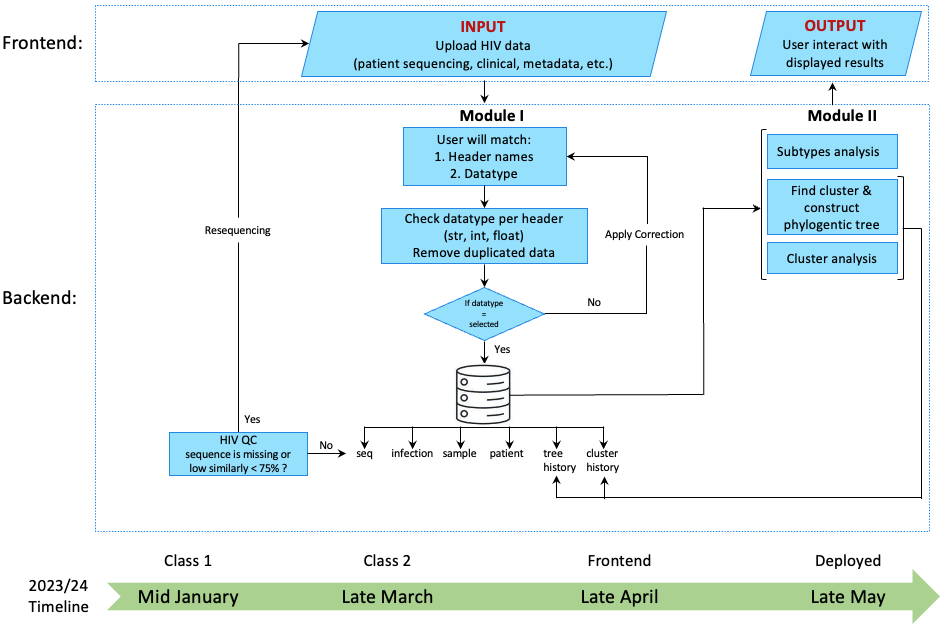 Frontend:
INPUT
Upload HIV data
(patient sequencing, clinical, metadata, etc.)
OUTPUT
User interact with
displayed results
Backend:
Module I
User will match:
1. Header names
2. Datatype
Check datatype per header
(str, int, float)
Remove duplicated data
If datatype
=
selected
No
Apply Correction
Yes
Module II
Subtypes analysis
Find cluster &
construct
phylogentic tree
Cluster analysis
Resequencing
Yes
HIV QC
sequence is missing or
low similarly < 75% ?
No
seq
infection
sample
patient
tree
history
cluster
history
Class 1
Class 2
Frontend
Deployed
2023/24
Timeline
Mid January
Late March
Late April
Late May